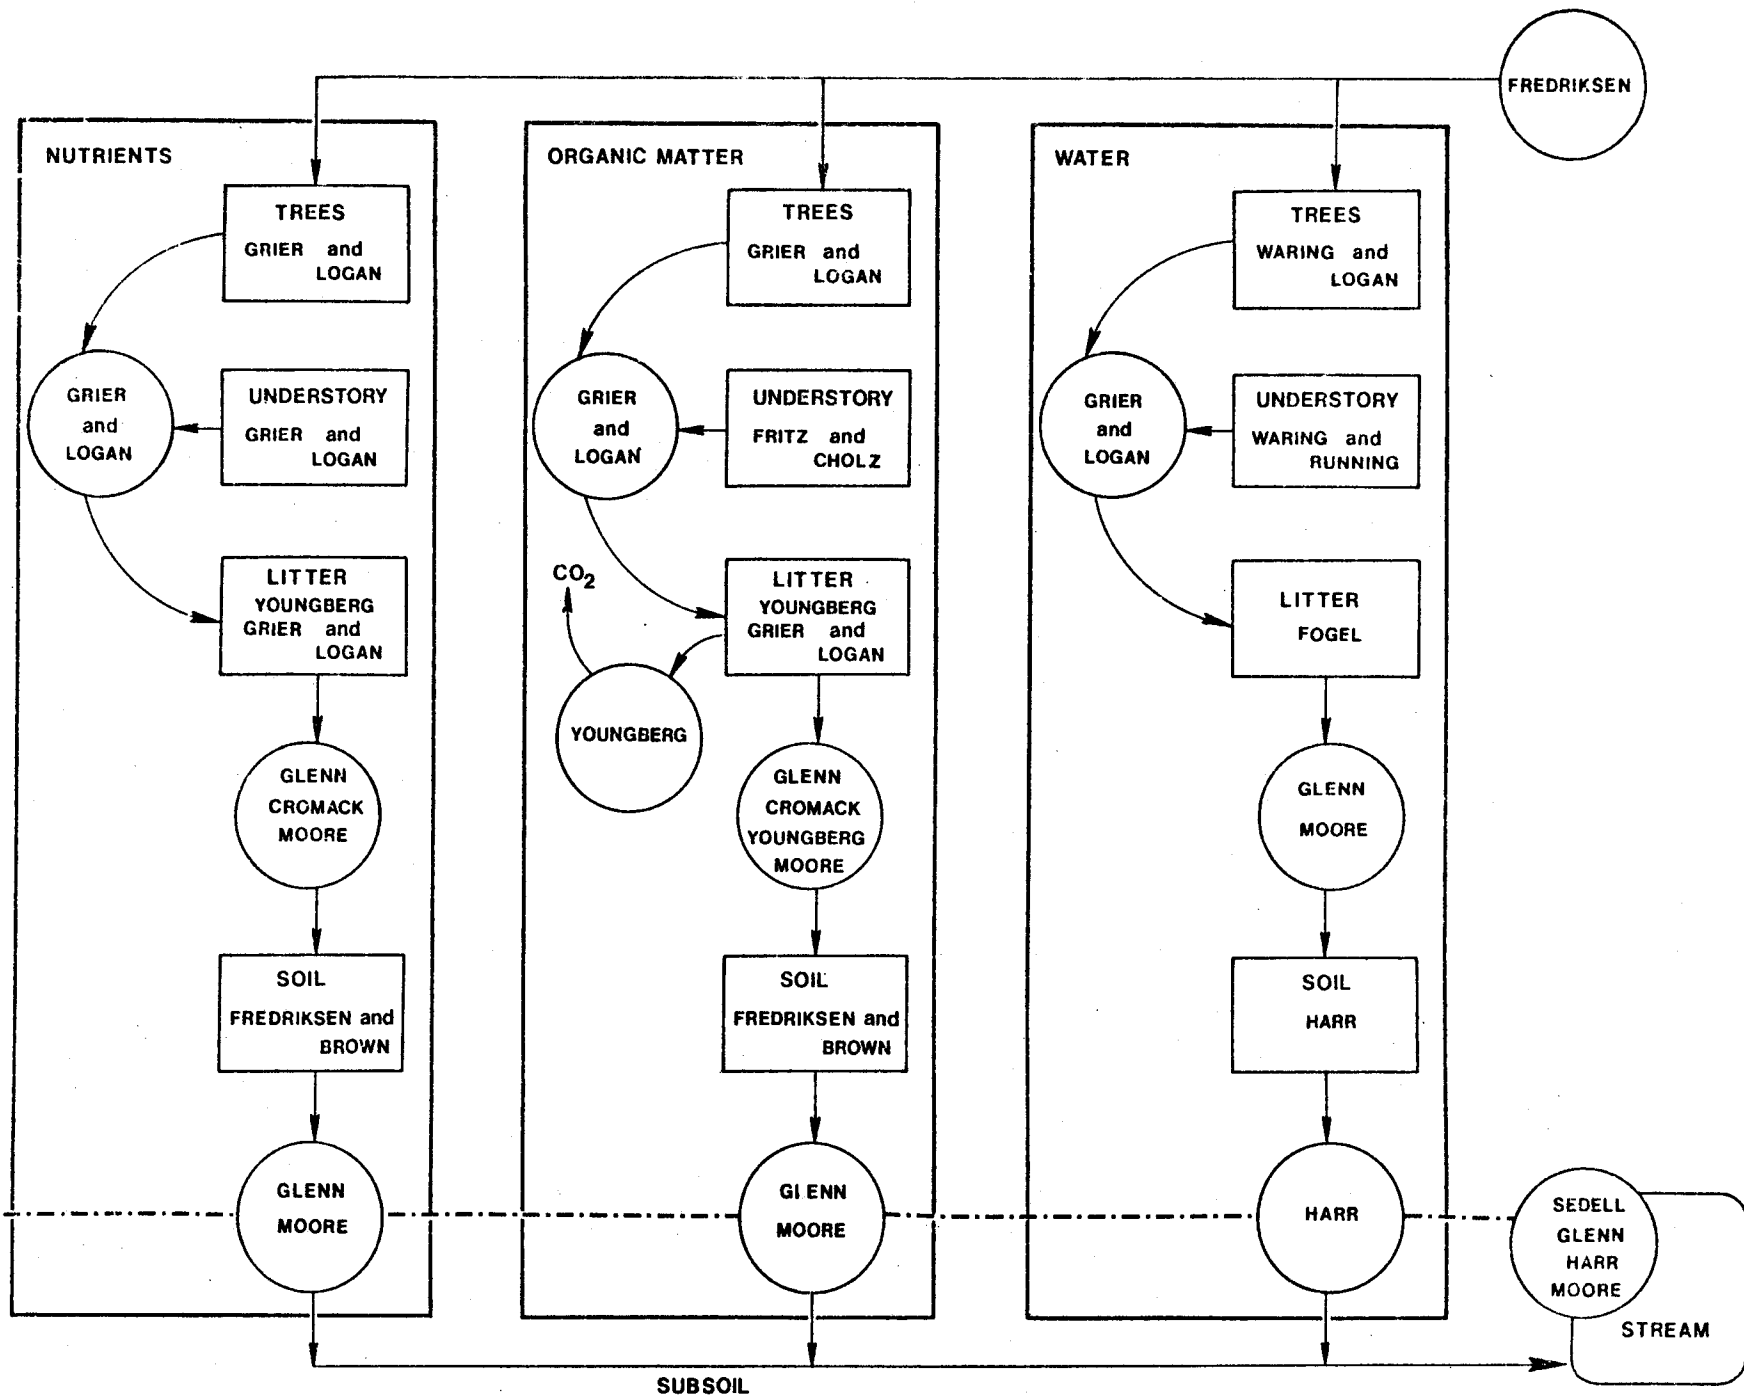 FREDRIKSEN
NUTRIENTS
TREES
GRIER and
LOGAN
GRIER
and
LOGAN
UNDERSTORY
GRIER and
LOGAN
LITTER
YOUNGBERG
GRIER and
LOGAN
GLENN
CROMACK
MOORE
SOIL
FREDRIKSEN and
BROWN
GLENN
MOORE
ORGANIC MATTER
TREES
GRIER and
LOGAN
GRIER
and
LOGAN
UNDERSTORY
FRITZ and
CHOLZ
CO2
LITTER
YOUNGBERG
GRIER and
LOGAN
YOUNGBERG
GLENN
CROMACK
YOUNGBERG
MOORE
SOIL
FREDRIKSEN and
BROWN
GLENN
MOORE
WATER
TREES
WARING and
LOGAN
GRIER
and
LOGAN
UNDERSTORY
WARING and
RUNNING
LITTER
FOGEL
GLENN
MOORE
SOIL
HARR
HARR
SEDELL
GLENN
HARR
MOORE
STREAM
SUBSOIL